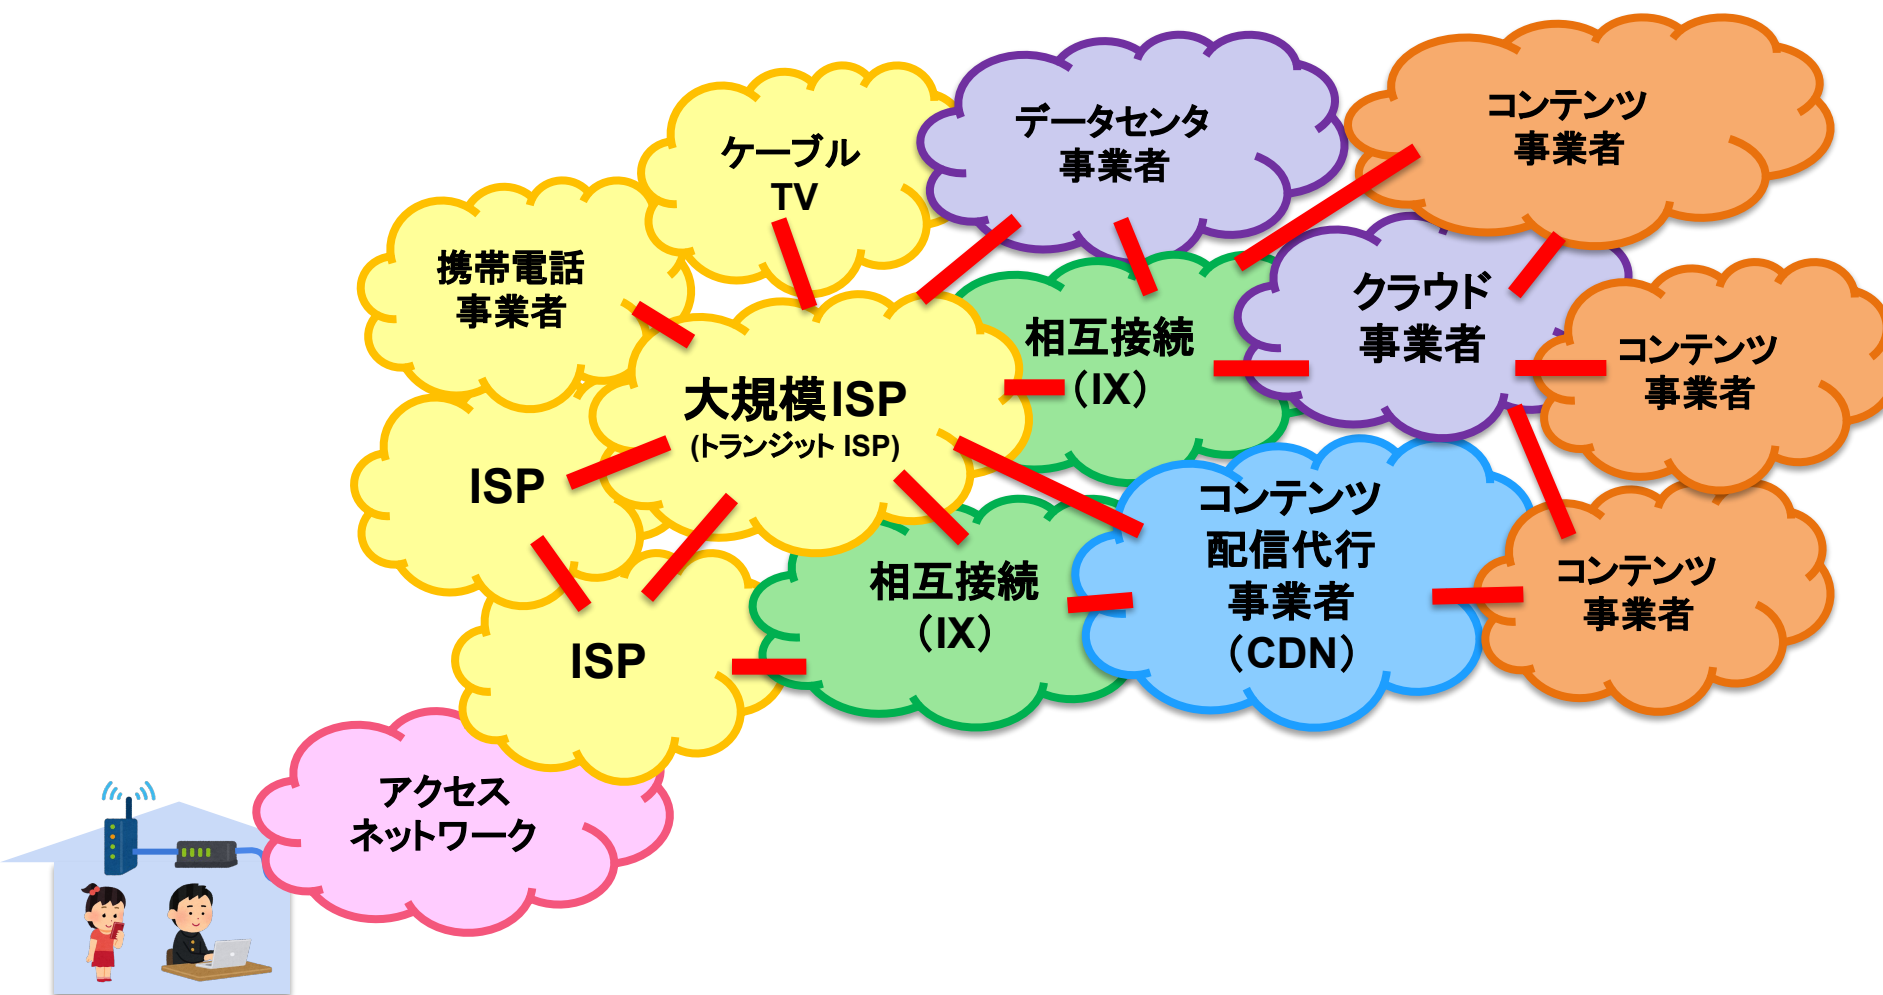 コンテンツ
事業者
データセンタ
事業者
ケーブル
TV
携帯電話
事業者
クラウド
事業者
相互接続
（IX）
コンテンツ
事業者
大規模ISP
(トランジット ISP)
ISP
コンテンツ
配信代行
事業者
（CDN）
相互接続
（IX）
コンテンツ
事業者
ISP
アクセス
ネットワーク